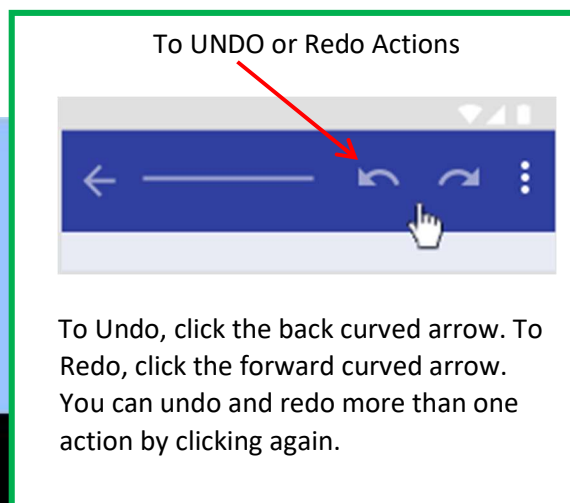 To UNDO or Redo Actions
To Undo, click the back curved arrow. To
Redo, click the forward curved arrow.
You can undo and redo more than one
action by clicking again.